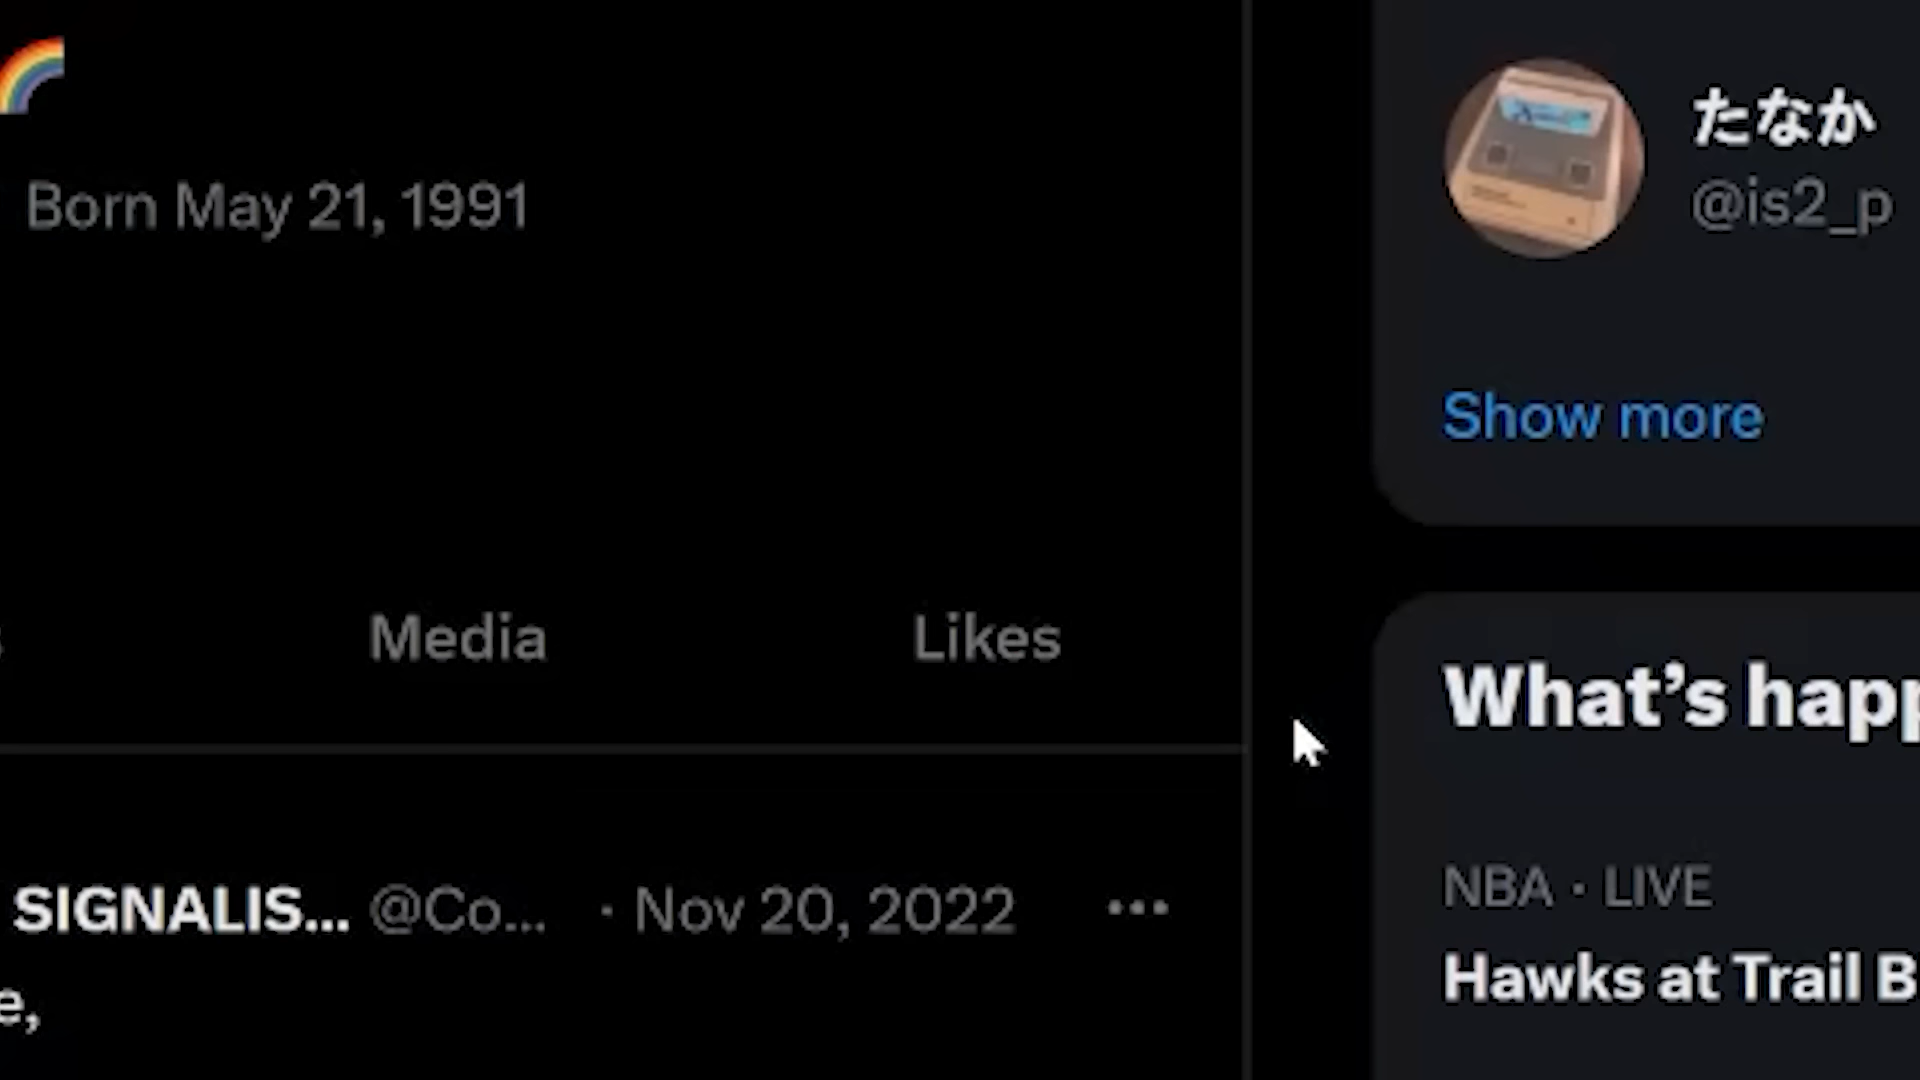 Born May 21, 1991
Media
Likes
SIGNALIS... @Co... · Nov 20, 2022
e,
たなか
@is2_p
Show more
What's happ
NBA · LIVE
Hawks at Trail B